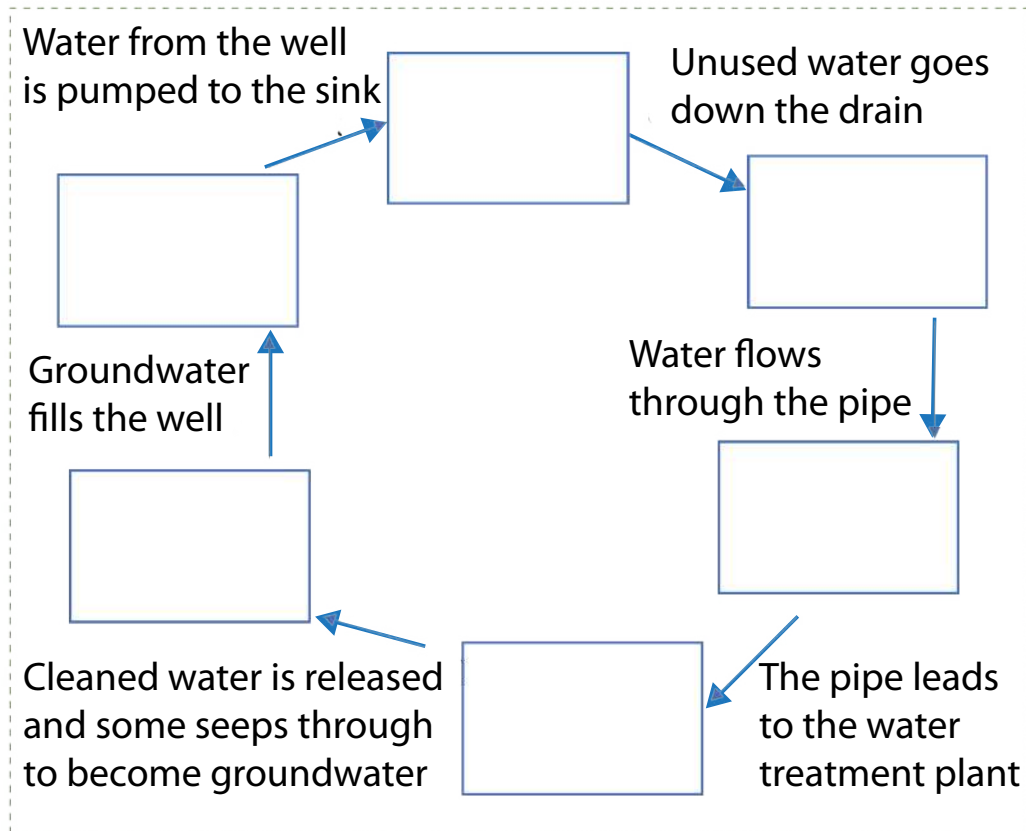 Water from the well
is pumped to the sink
Unused water goes
down the drain
Water flows
through the pipe
The pipe leads
to the water
treatment plant
Cleaned water is released
and some seeps through
to become groundwater
Groundwater
fills the well